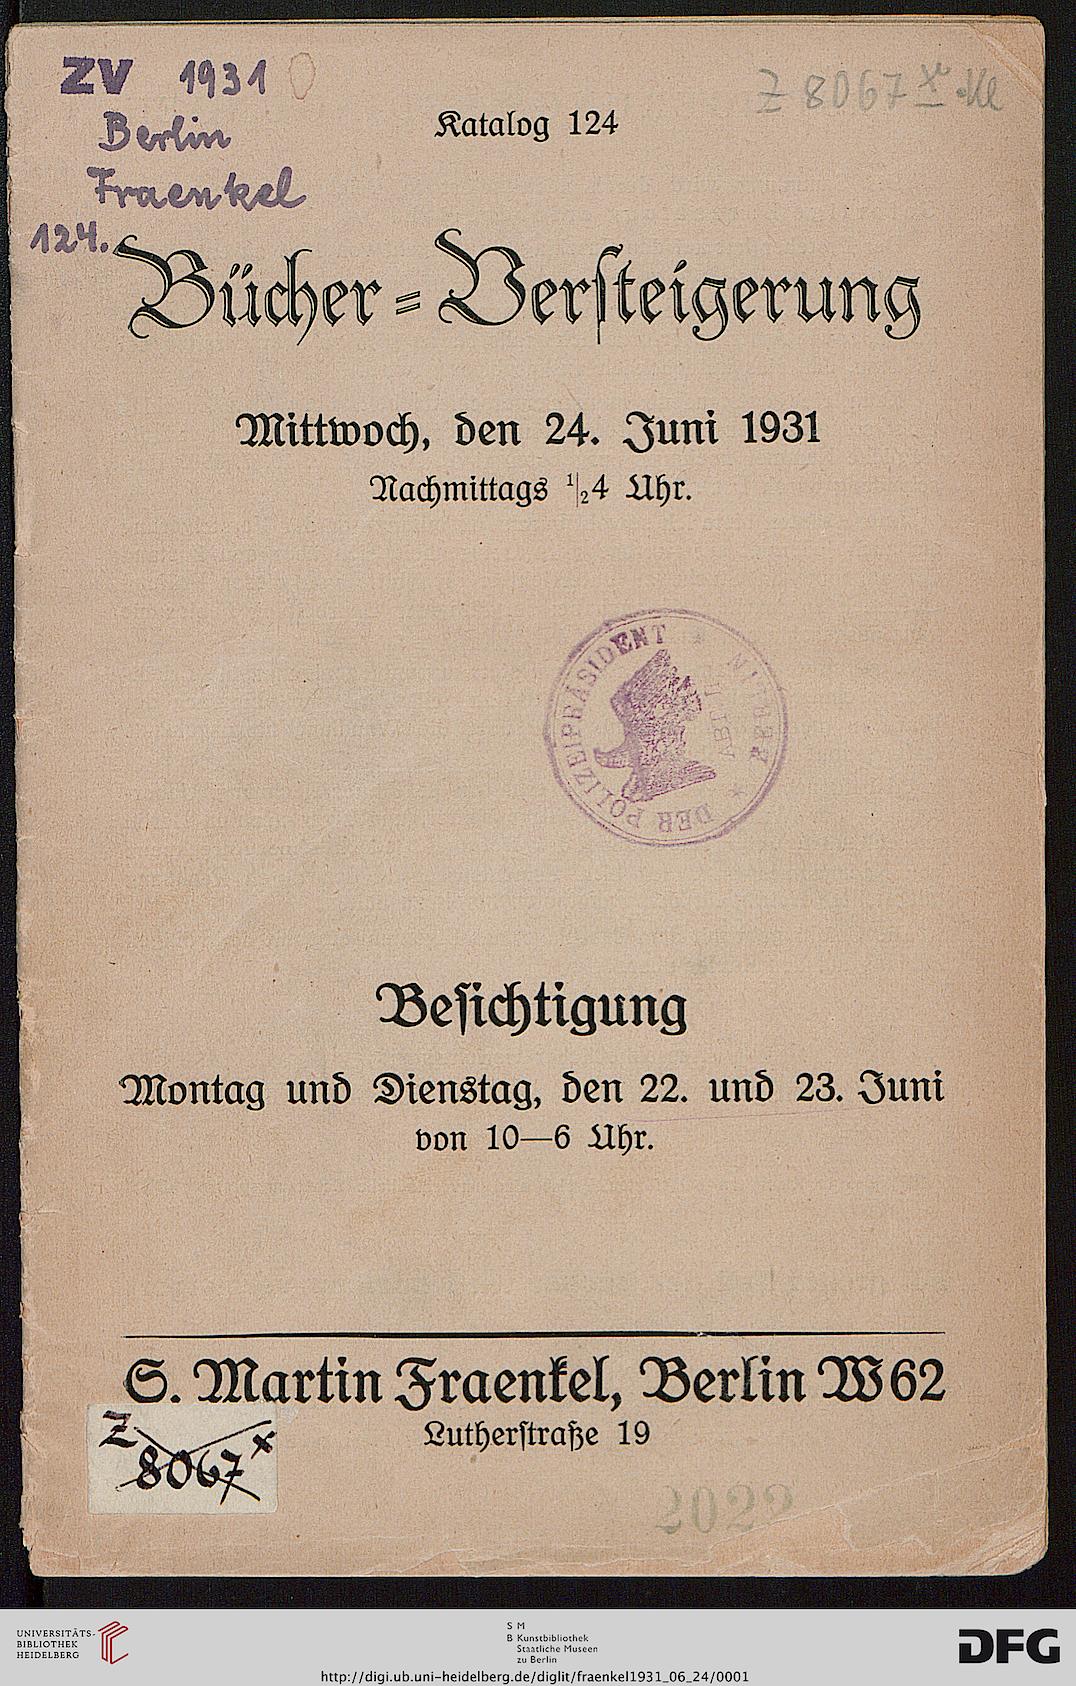 ZV 1931
Berlin
Fraenkel
124.
Z 8067
Katalog 124
Bücher-Versteigerung
Mittwoch, den 24. Juni 1931
Nachmittags 1/2 4 Uhr.
DER POLIZEIPRÄSIDENT
Besichtigung
Montag und Dienstag, den 22. und 23. Juni
von 10—6 Uhr.
S. Martin Fraenkel, Berlin W62
Lutherstraße 19
Z 8067 x
2022
UNIVERSITÄTS-
BIBLIOTHEK
HEIDELBERG
S M
B Kunstbibliothek
Staatliche Museen
zu Berlin
DFG
http://digi.ub.uni-heidelberg.de/diglit/fraenkel1931_06_24/0001